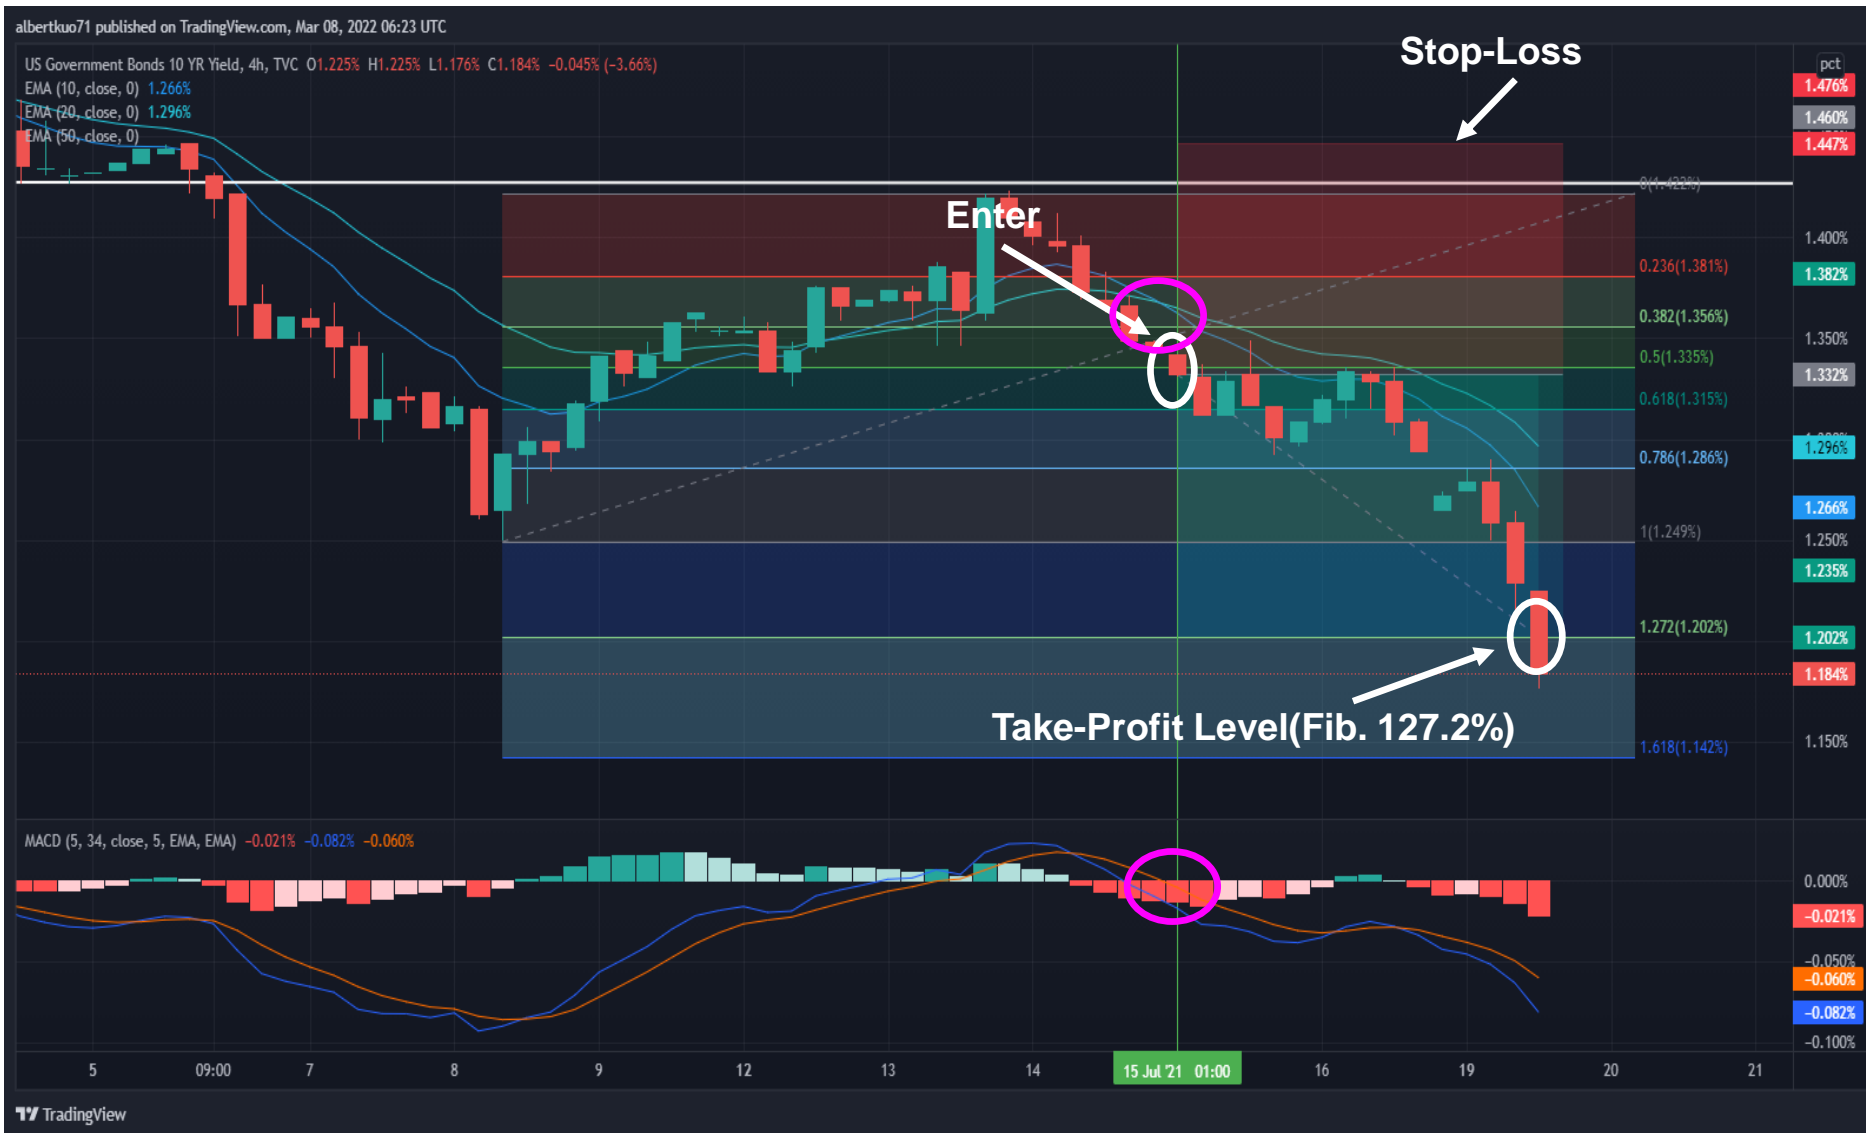 albertkuo71 published on TradingView.com, Mar 08, 2022 06:23 UTC
US Government Bonds 10 YR Yield, 4h, TVC O1.225% H1.225% L1.176% C1.184% −0.045% (−3.66%)
EMA (10, close, 0) 1.266%
EMA (20, close, 0) 1.296%
EMA (50, close, 0)
Stop-Loss
pct
1.476%
1.460%
1.447%
0(1.422%)
Enter
1.400%
0.236(1.381%)
1.382%
0.382(1.356%)
1.350%
0.5(1.335%)
1.332%
0.618(1.315%)
1.296%
0.786(1.286%)
1.266%
1(1.249%)
1.250%
1.235%
1.272(1.202%)
1.202%
1.184%
Take-Profit Level(Fib. 127.2%)
1.618(1.142%)
1.150%
MACD (5, 34, close, 5, EMA, EMA) −0.021% −0.082% −0.060%
0.000%
−0.021%
−0.050%
−0.060%
−0.082%
−0.100%
5 09:00 7 8 9 12 13 14 15 Jul '21 01:00 16 19 20 21
TradingView